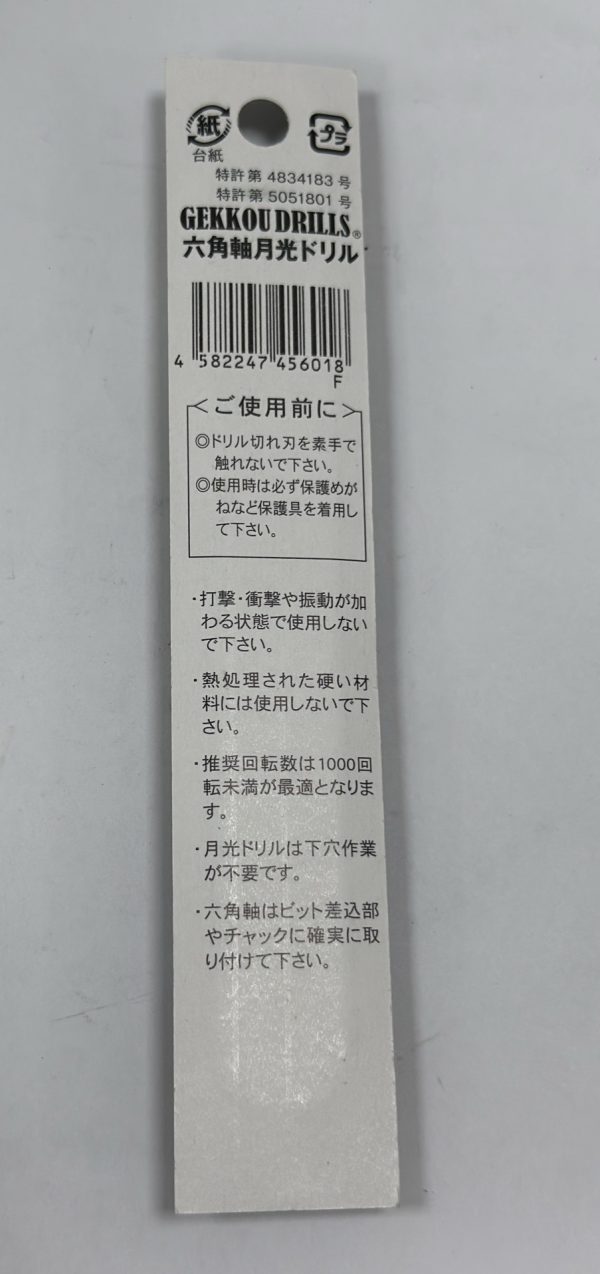 紙
プラ
台紙
特許第 4834183 号
特許第 5051801 号
GEKKOU DRILLS®
六角軸月光ドリル
4 582247 456018
F
<ご使用前に>
◎ドリル切れ刃を素手で
触れないで下さい。
◎使用時は必ず保護めが
ねなど保護具を着用し
て下さい。
・打撃・衝撃や振動が加
わる状態で使用しない
で下さい。
・熱処理された硬い材
料には使用しないで下
さい。
・推奨回転数は1000回
転未満が最適となりま
す。
・月光ドリルは下穴作業
が不要です。
・六角軸はビット差込部
やチャックに確実に取
り付けて下さい。